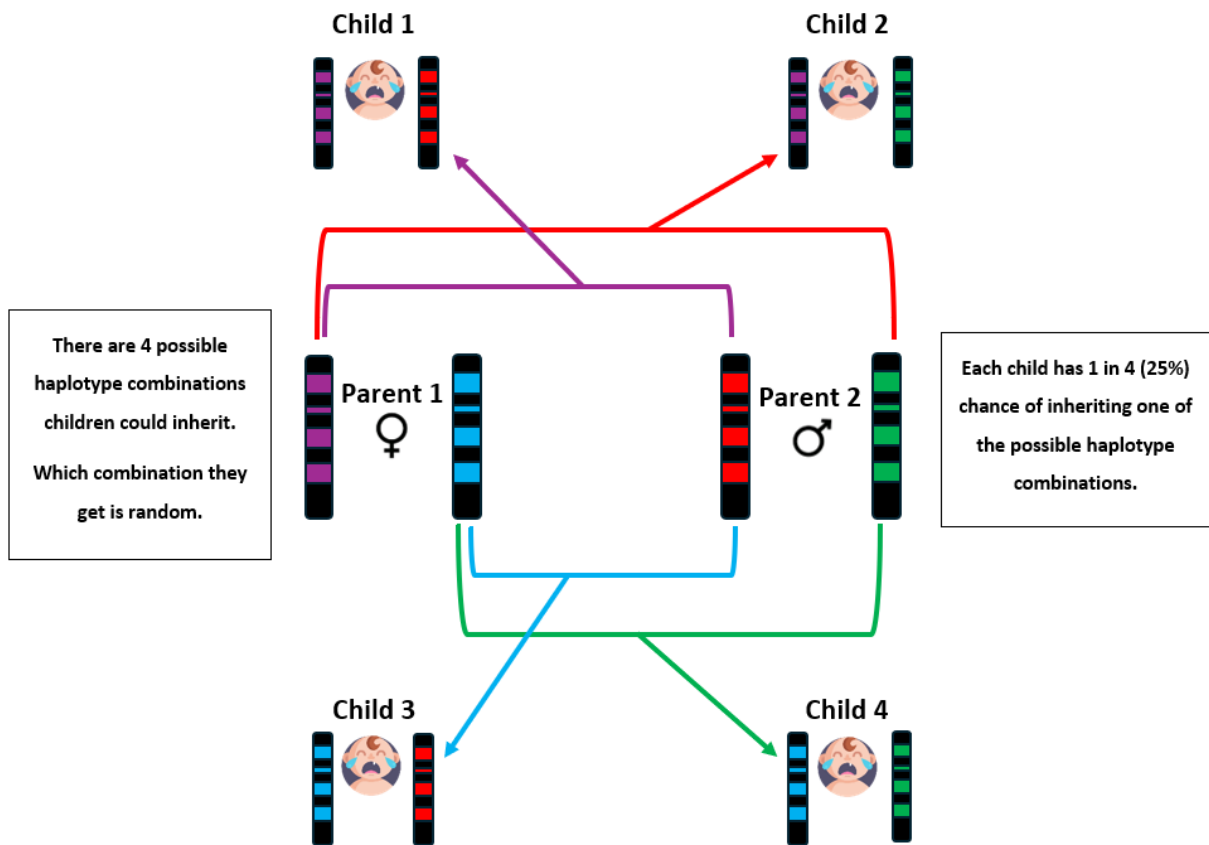 Child 1
Child 2
There are 4 possible
haplotype combinations
children could inherit.
Which combination they
get is random.
Parent 1
Parent 2
Each child has 1 in 4 (25%)
chance of inheriting one of
the possible haplotype
combinations.
Child 3
Child 4